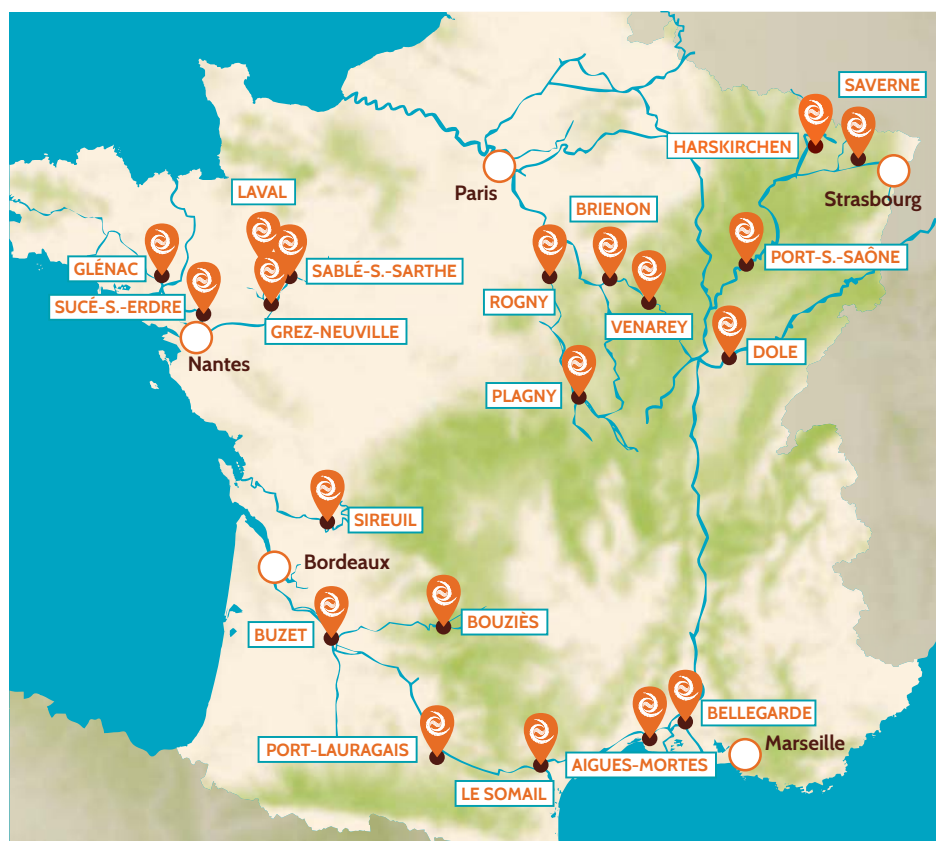 SAVERNE
HARSKIRCHEN
Paris
Strasbourg
LAVAL
BRIENON
GLÉNAC
SABLÉ-S.-SARTHE
PORT-S.-SAÔNE
ROGNY
SUCÉ-S.-ERDRE
GREZ-NEUVILLE
VENAREY
DOLE
Nantes
PLAGNY
SIREUIL
Bordeaux
BUZET
BOUZIÈS
BELLEGARDE
Marseille
PORT-LAURAGAIS
AIGUES-MORTES
LE SOMAIL